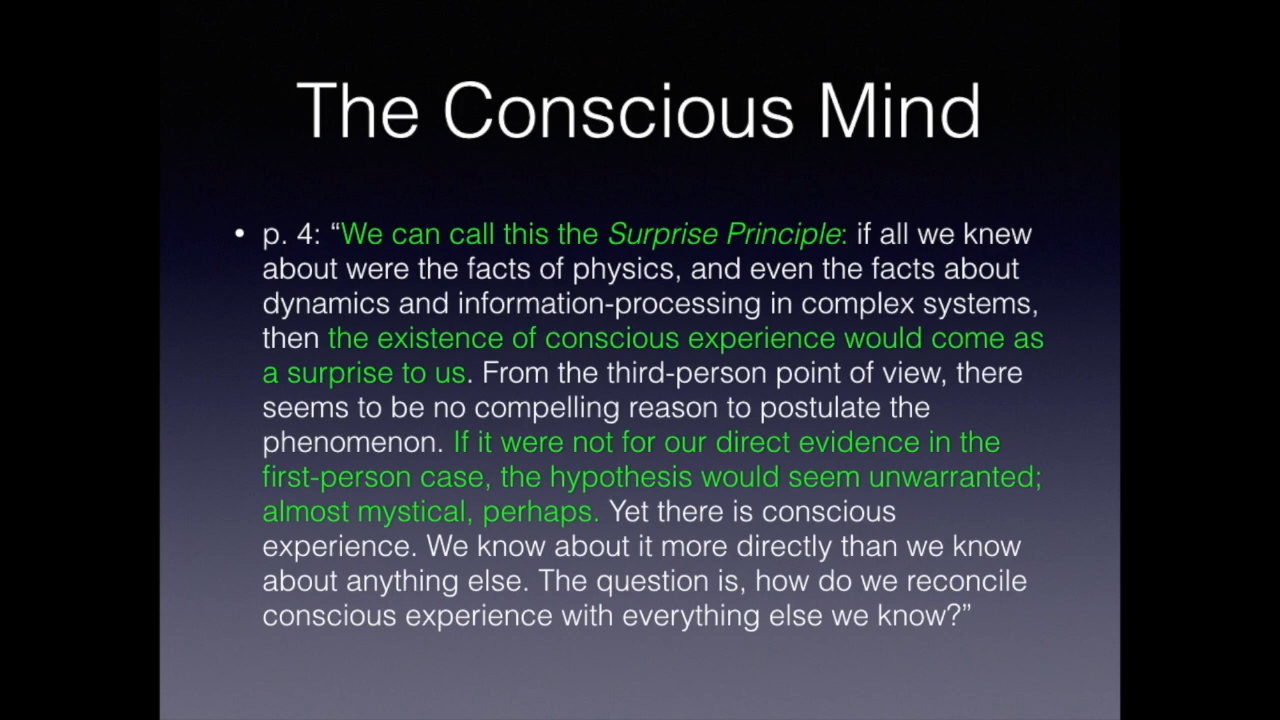 The Conscious Mind
• p. 4: “We can call this the Surprise Principle: if all we knew
about were the facts of physics, and even the facts about
dynamics and information-processing in complex systems,
then the existence of conscious experience would come as
a surprise to us. From the third-person point of view, there
seems to be no compelling reason to postulate the
phenomenon. If it were not for our direct evidence in the
first-person case, the hypothesis would seem unwarranted;
almost mystical, perhaps. Yet there is conscious
experience. We know about it more directly than we know
about anything else. The question is, how do we reconcile
conscious experience with everything else we know?”